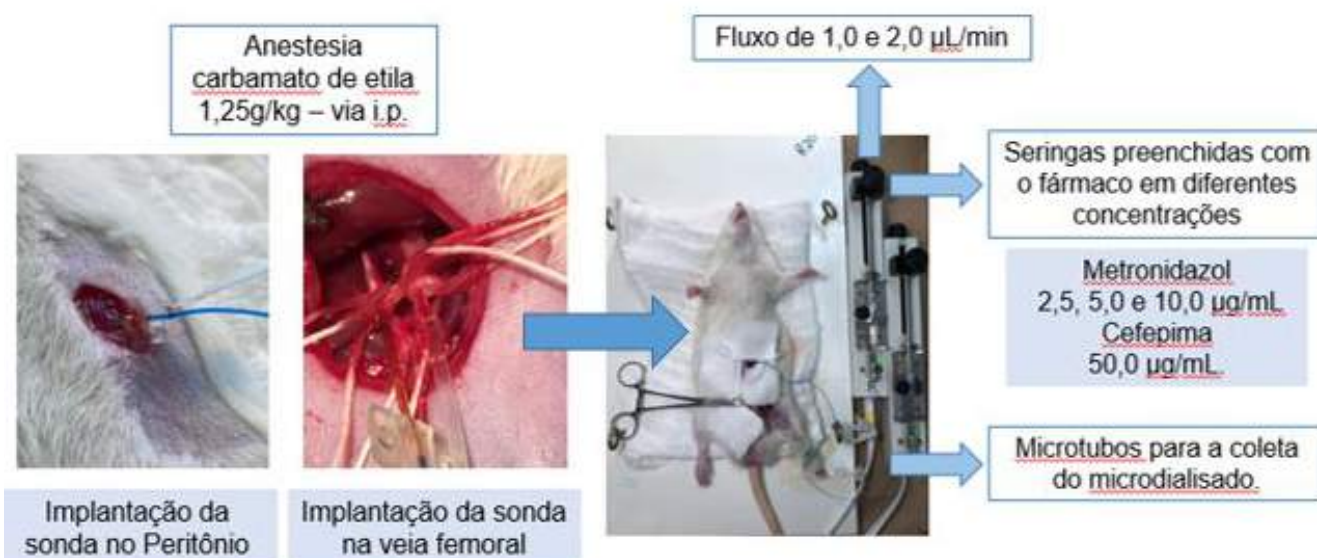 Anestesia
carbamato de etila
1,25g/kg – via i.p.
Fluxo de 1,0 e 2,0 µL/min
Seringas preenchidas com
o fármaco em diferentes
concentrações
Metronidazol
2,5, 5,0 e 10,0 µg/mL
Cefepima
50,0 µg/mL.
Microtubos para a coleta
do microdialisado.
Implantação da
sonda no Peritônio
Implantação da sonda
na veia femoral